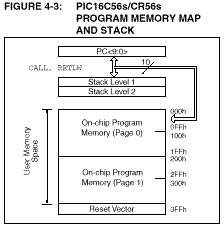 FIGURE 4-3: PIC16C56s/CR56s
PROGRAM MEMORY MAP
AND STACK
PC<9:0>
10
CALL, RETLW
Stack Level 1
Stack Level 2
000h
User Memory
Space
On-chip Program
Memory (Page 0)
0FFh
100h
1FFh
200h
On-chip Program
Memory (Page 1)
2FFh
300h
Reset Vector
3FFh